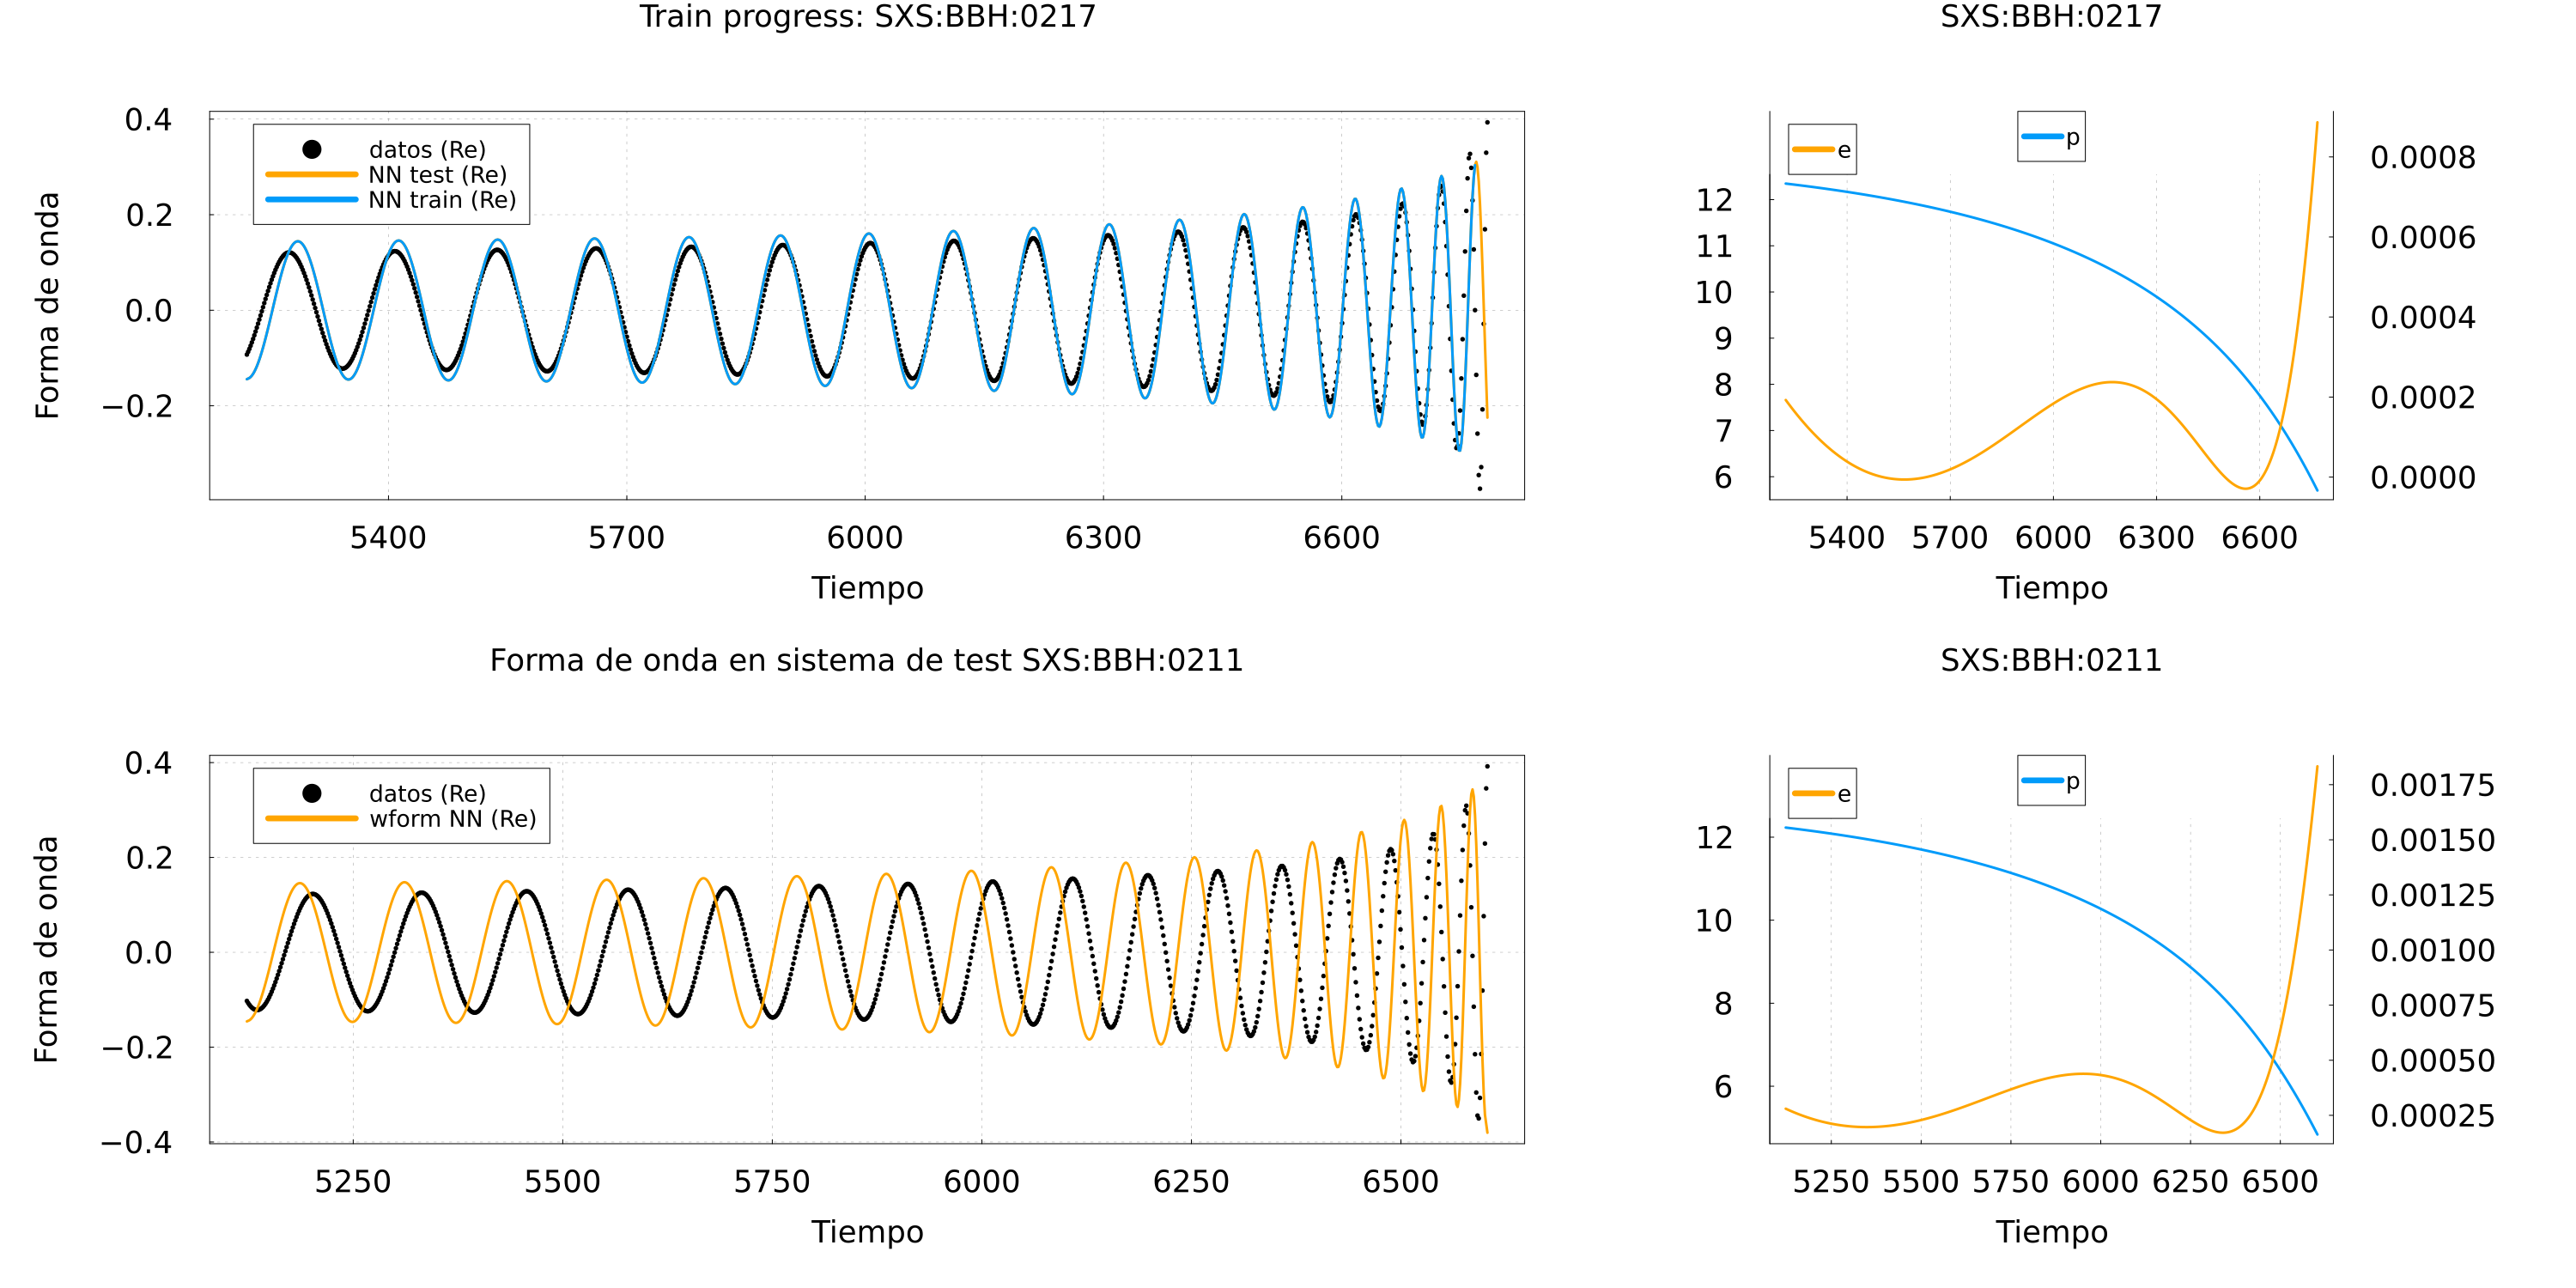 Train progress: SXS:BBH:0217
SXS:BBH:0217
Forma de onda
0.4
0.2
0.0
−0.2
datos (Re)
NN test (Re)
NN train (Re)
5400 5700 6000 6300 6600
Tiempo
e
p
12
11
10
9
8
7
6
0.0008
0.0006
0.0004
0.0002
0.0000
5400 5700 6000 6300 6600
Tiempo
Forma de onda en sistema de test SXS:BBH:0211
SXS:BBH:0211
Forma de onda
0.4
0.2
0.0
−0.2
−0.4
datos (Re)
wform NN (Re)
5250 5500 5750 6000 6250 6500
Tiempo
e
p
12
10
8
6
0.00175
0.00150
0.00125
0.00100
0.00075
0.00050
0.00025
5250 5500 5750 6000 6250 6500
Tiempo